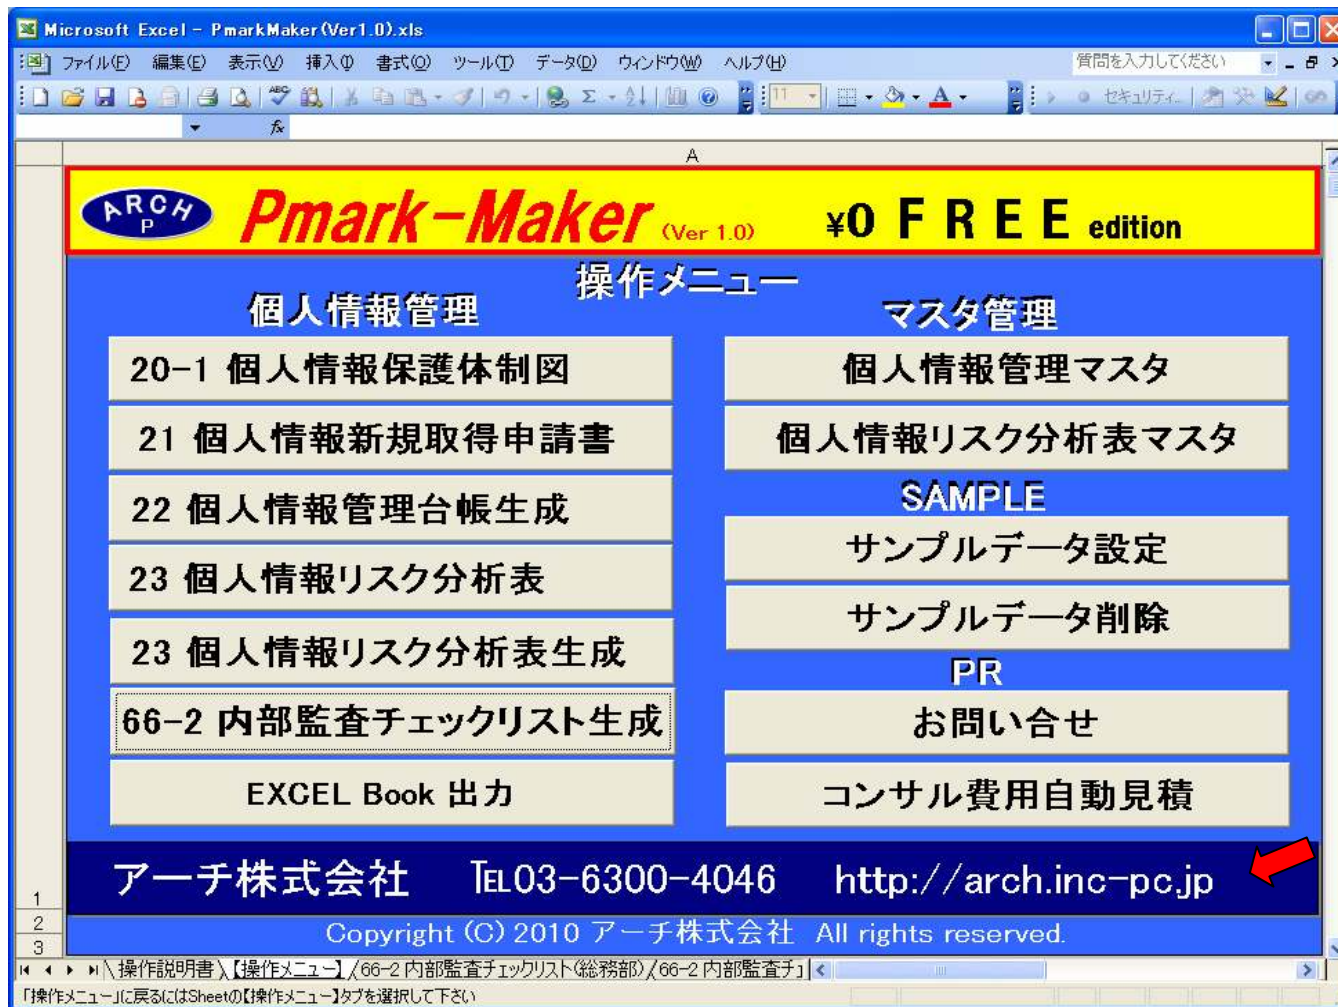 Microsoft Excel - PmarkMaker(Ver1.0).xls
ファイル(F) 編集(E) 表示(V) 挿入(I) 書式(O) ツール(T) データ(D) ウィンドウ(W) ヘルプ(H) 質問を入力してください
11 セキュリティ...
fx
A
ARCH P Pmark-Maker (Ver 1.0) ¥0 FREE edition
操作メニュー
個人情報管理 マスタ管理
20-1 個人情報保護体制図 個人情報管理マスタ
21 個人情報新規取得申請書 個人情報リスク分析表マスタ
22 個人情報管理台帳生成 SAMPLE
サンプルデータ設定
23 個人情報リスク分析表 サンプルデータ削除
23 個人情報リスク分析表生成 PR
66-2 内部監査チェックリスト生成 お問い合せ
EXCEL Book 出力 コンサル費用自動見積
アーチ株式会社 TEL03-6300-4046 http://arch.inc-pc.jp
1
2 Copyright (C) 2010 アーチ株式会社 All rights reserved.
3
操作説明書 【操作メニュー】 66-2 内部監査チェックリスト(総務部) 66-2 内部監査チ
「操作メニュー」に戻るにはSheetの【操作メニュー】タブを選択して下さい